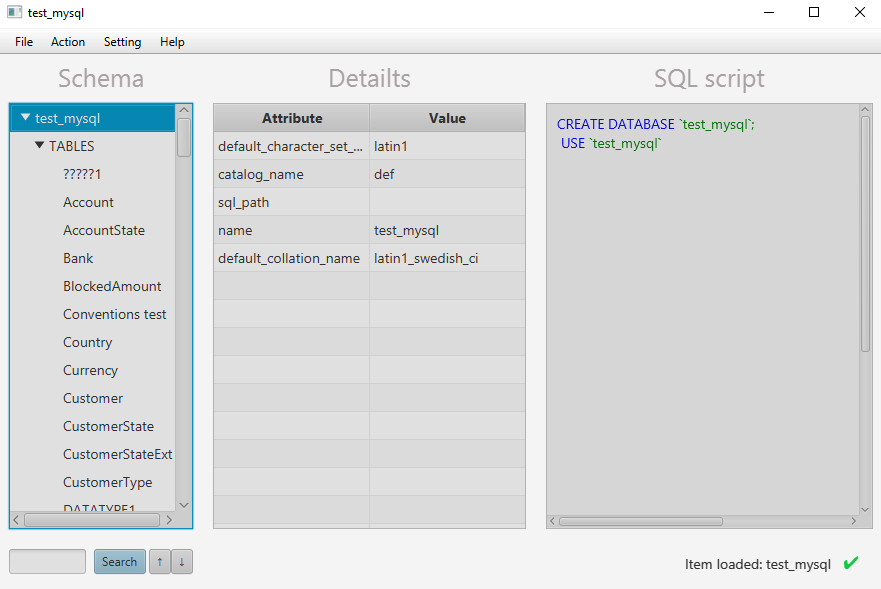 test_mysql
File Action Setting Help
Schema
Detailts
SQL script
test_mysql
TABLES
?????1
Account
AccountState
Bank
BlockedAmount
Conventions test
Country
Currency
Customer
CustomerState
CustomerStateExt
CustomerType
DATATYPE1
Attribute Value
default_character_set_... latin1
catalog_name def
sql_path
name test_mysql
default_collation_name latin1_swedish_ci
CREATE DATABASE `test_mysql`;
USE `test_mysql`
Search ↑ ↓
Item loaded: test_mysql ✔